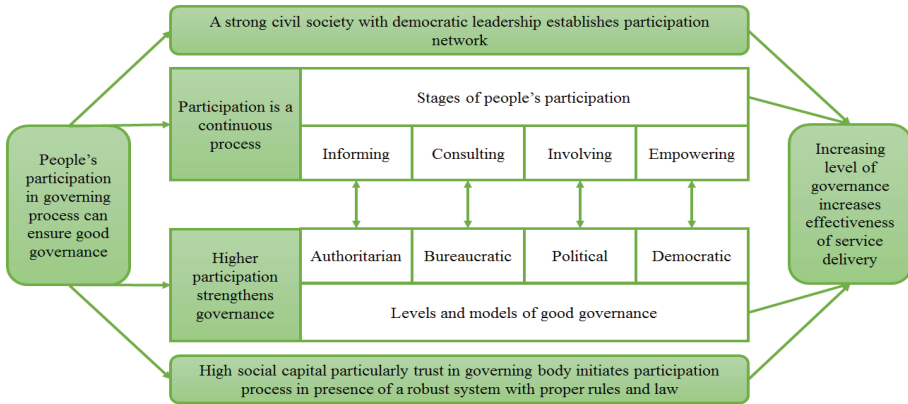 A strong civil society with democratic leadership establishes participation
network
Participation is a
continuous
process
Stages of people's participation
Informing
Consulting
Involving
Empowering
People's
participation
in governing
process can
ensure good
governance
Increasing
level of
governance
increases
effectiveness
of service
delivery
Higher
participation
strengthens
governance
Authoritarian
Bureaucratic
Political
Democratic
Levels and models of good governance
High social capital particularly trust in governing body initiates participation
process in presence of a robust system with proper rules and law